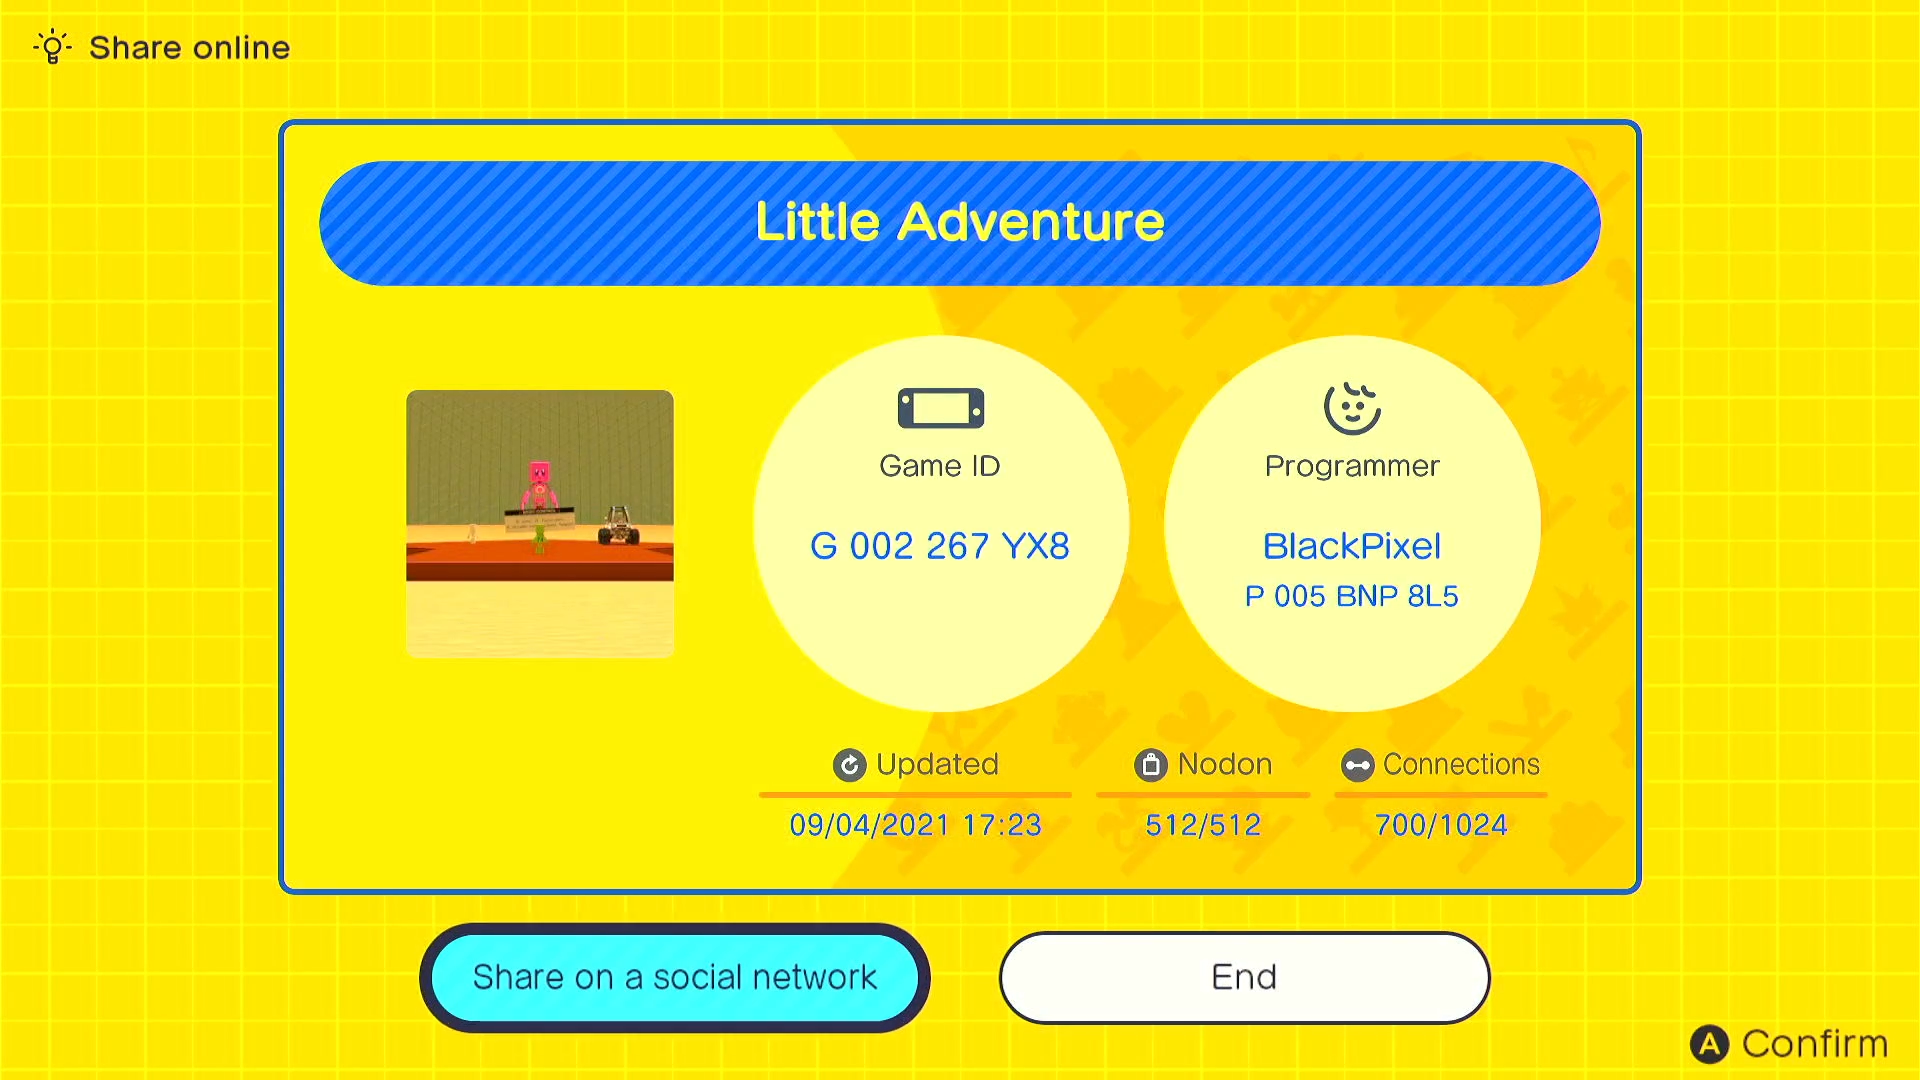 Share online
Little Adventure
Game ID
G 002 267 YX8
Programmer
BlackPixel
P 005 BNP 8L5
Updated
09/04/2021 17:23
Nodon
512/512
Connections
700/1024
Share on a social network
End
A Confirm